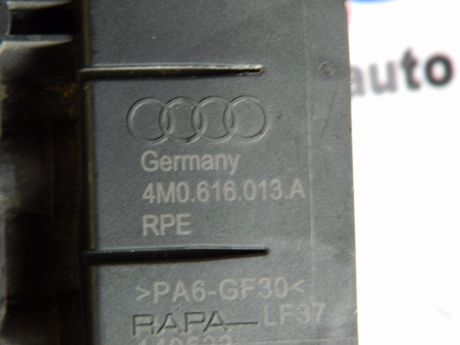 auto
Germany
4M0.616.013.A
RPE
>PA6-GF30<
RAPA LF37